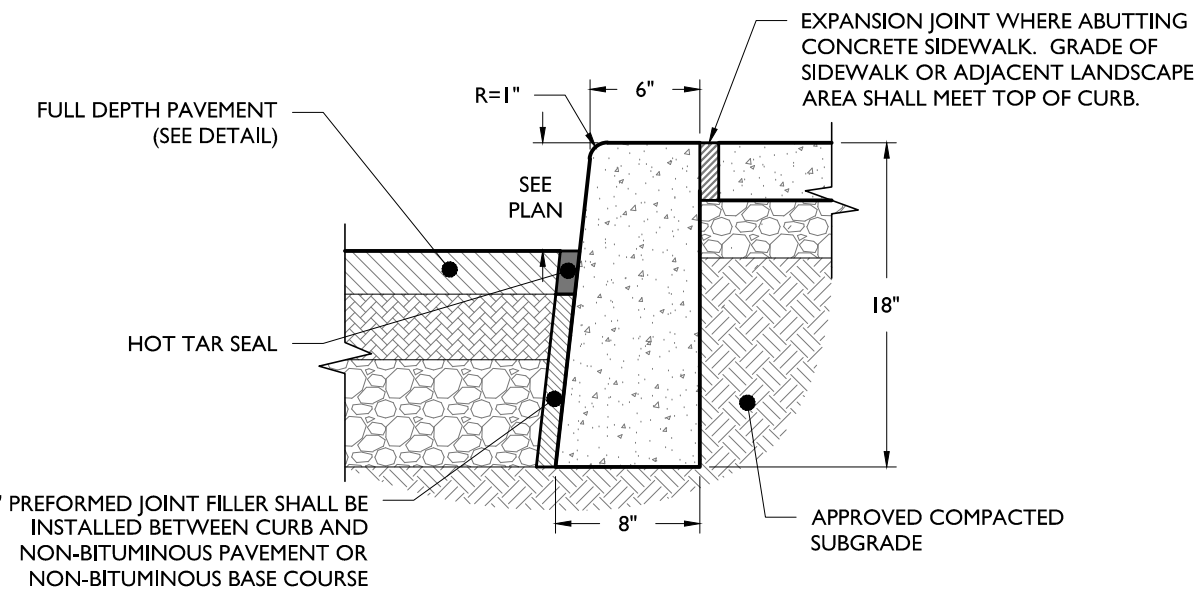 EXPANSION JOINT WHERE ABUTTING
CONCRETE SIDEWALK. GRADE OF
SIDEWALK OR ADJACENT LANDSCAPE
AREA SHALL MEET TOP OF CURB.
R=1"
6"
FULL DEPTH PAVEMENT
(SEE DETAIL)
SEE
PLAN
18"
HOT TAR SEAL
" PREFORMED JOINT FILLER SHALL BE
INSTALLED BETWEEN CURB AND
NON-BITUMINOUS PAVEMENT OR
NON-BITUMINOUS BASE COURSE
8"
APPROVED COMPACTED
SUBGRADE